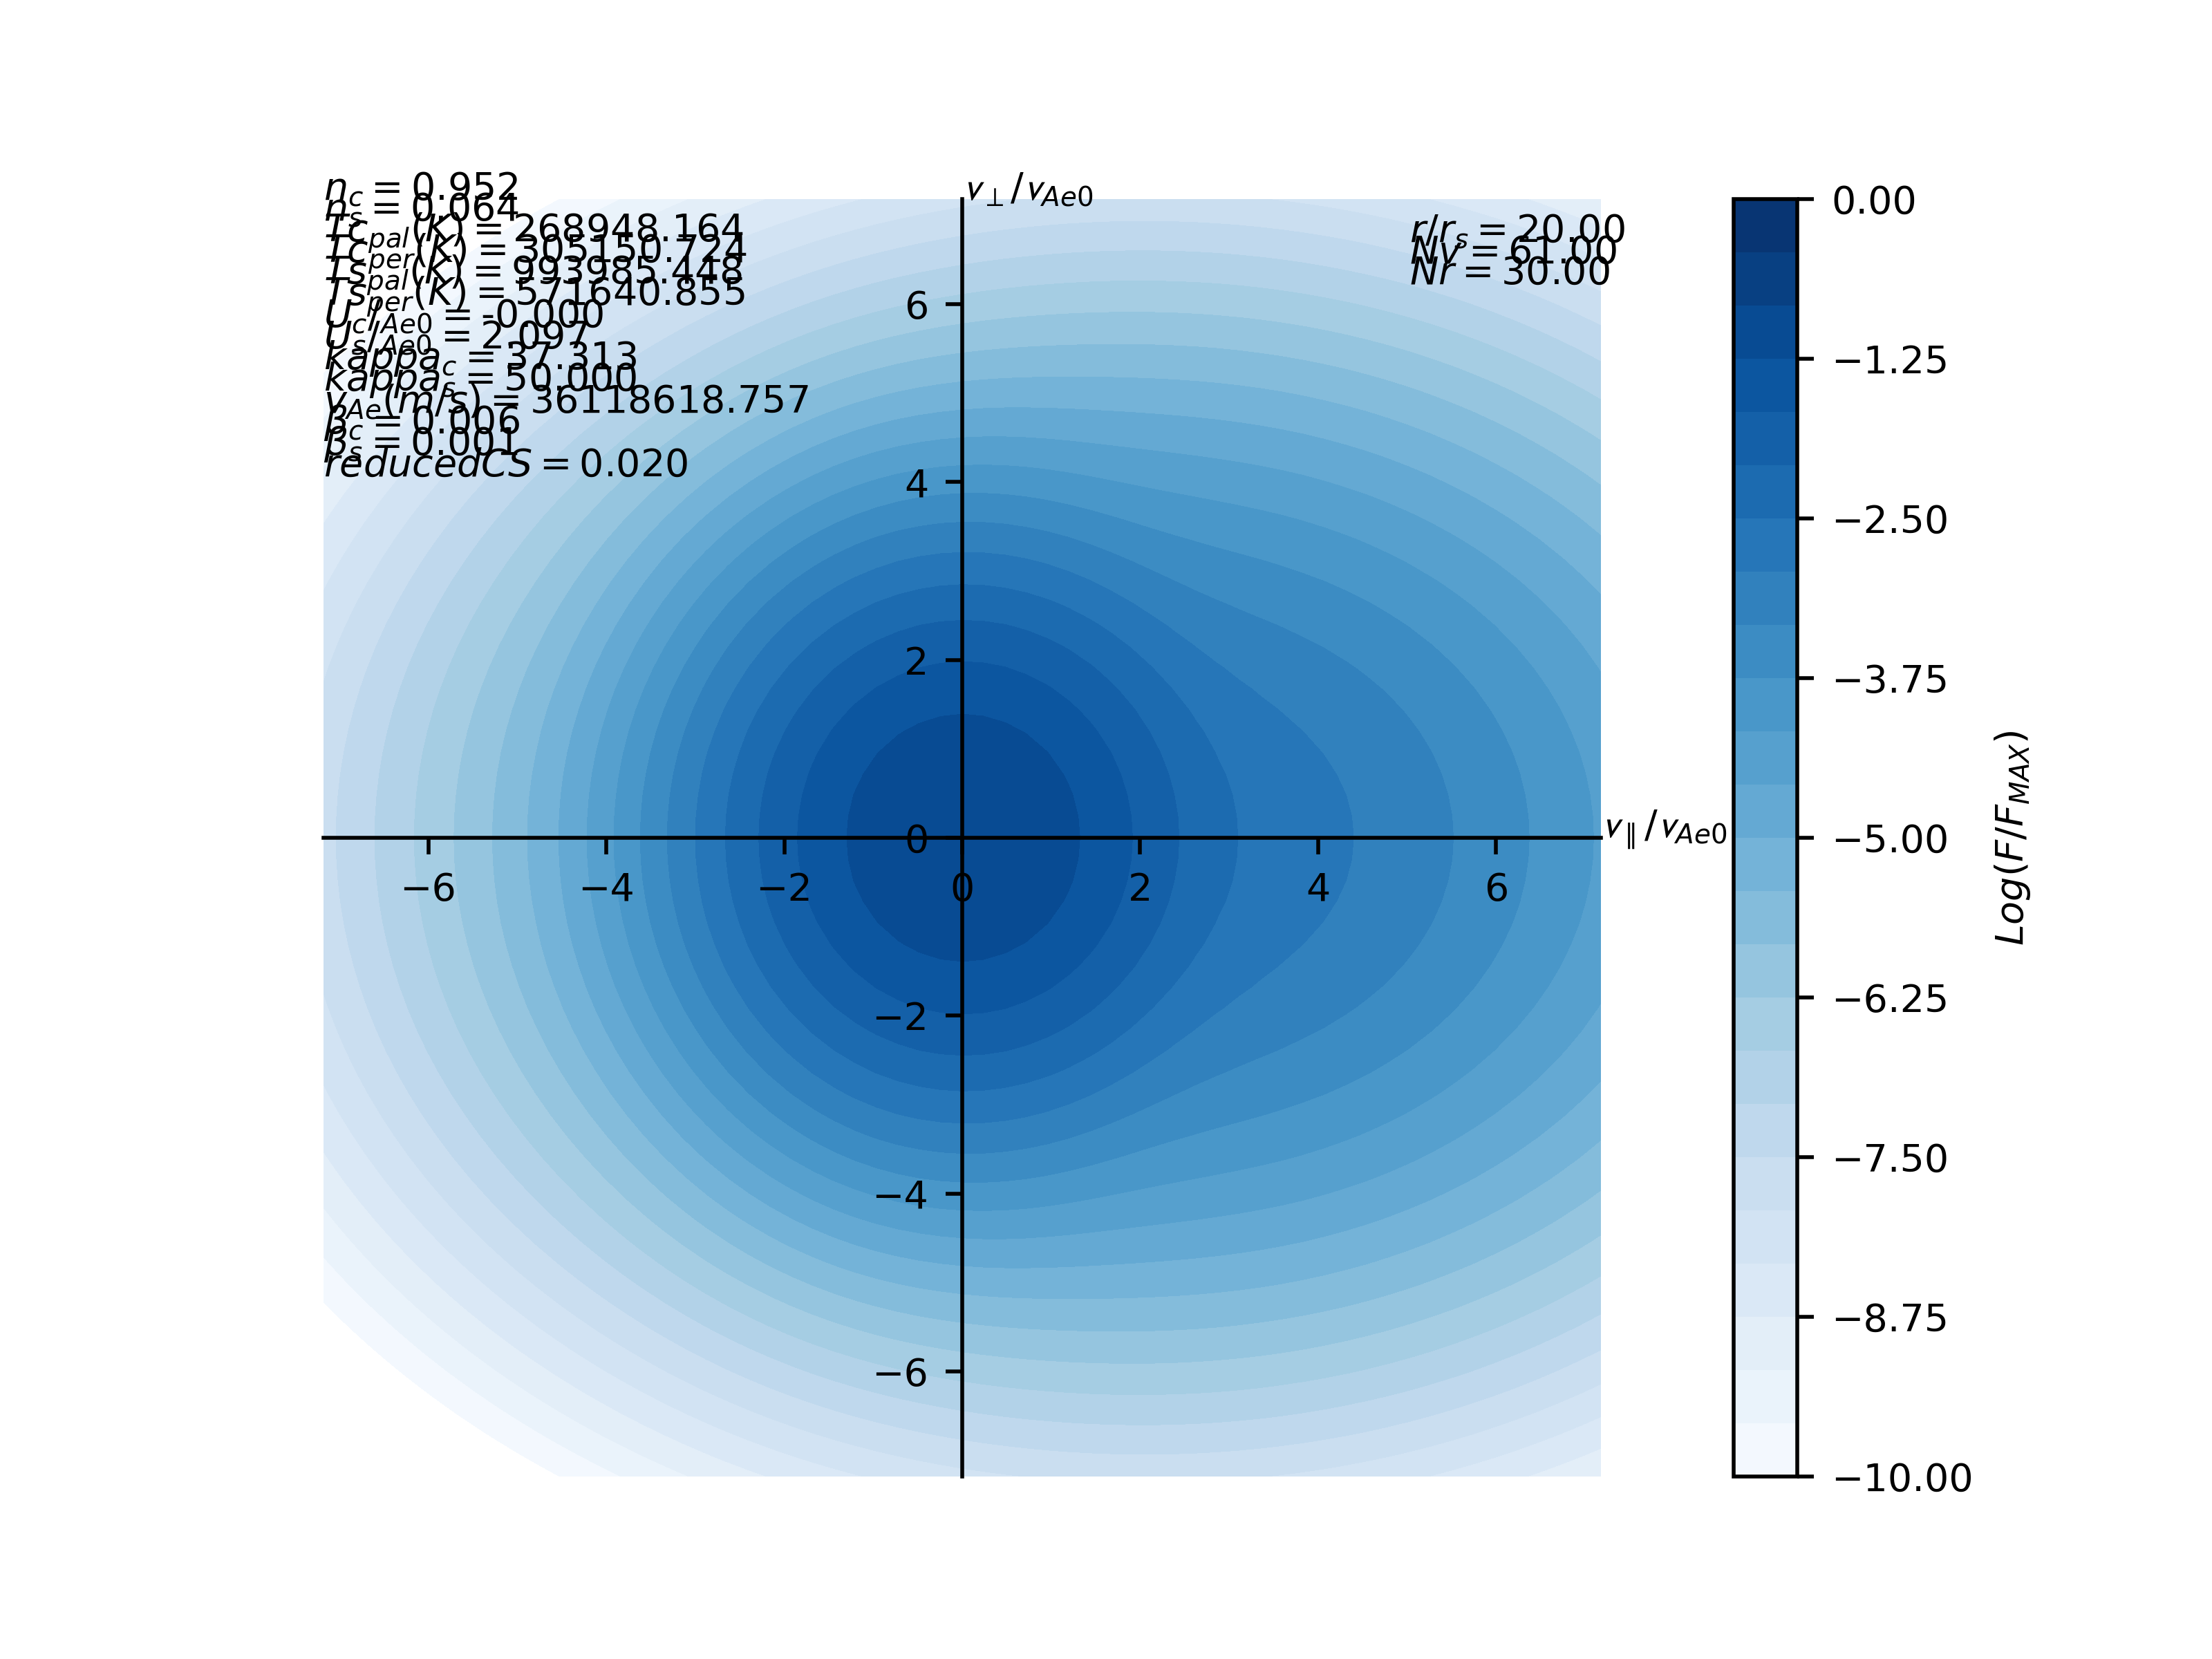 n_c = 0.952
n_s = 0.064
Tc_pal(K) = 268948.164
Tc_per(K) = 305150.724
Ts_pal(K) = 993985.448
Ts_per(K) = 571640.855
U_c/Ae0 = -0.000
U_s/Ae0 = 2.097
kappa_c = 37.313
kappa_s = 50.000
v_Ae(m/s) = 36118618.757
β_c = 0.006
β_s = 0.001
reducedCS = 0.020
v_⊥/v_Ae0
r/r_s = 20.00
Nv = 61.00
Nr = 30.00
6
4
2
0
−2
−4
−6
−6
−4
−2
0
2
4
6
v_∥/v_Ae0
0.00
−1.25
−2.50
−3.75
−5.00
−6.25
−7.50
−8.75
−10.00
Log(F/F_MAX)